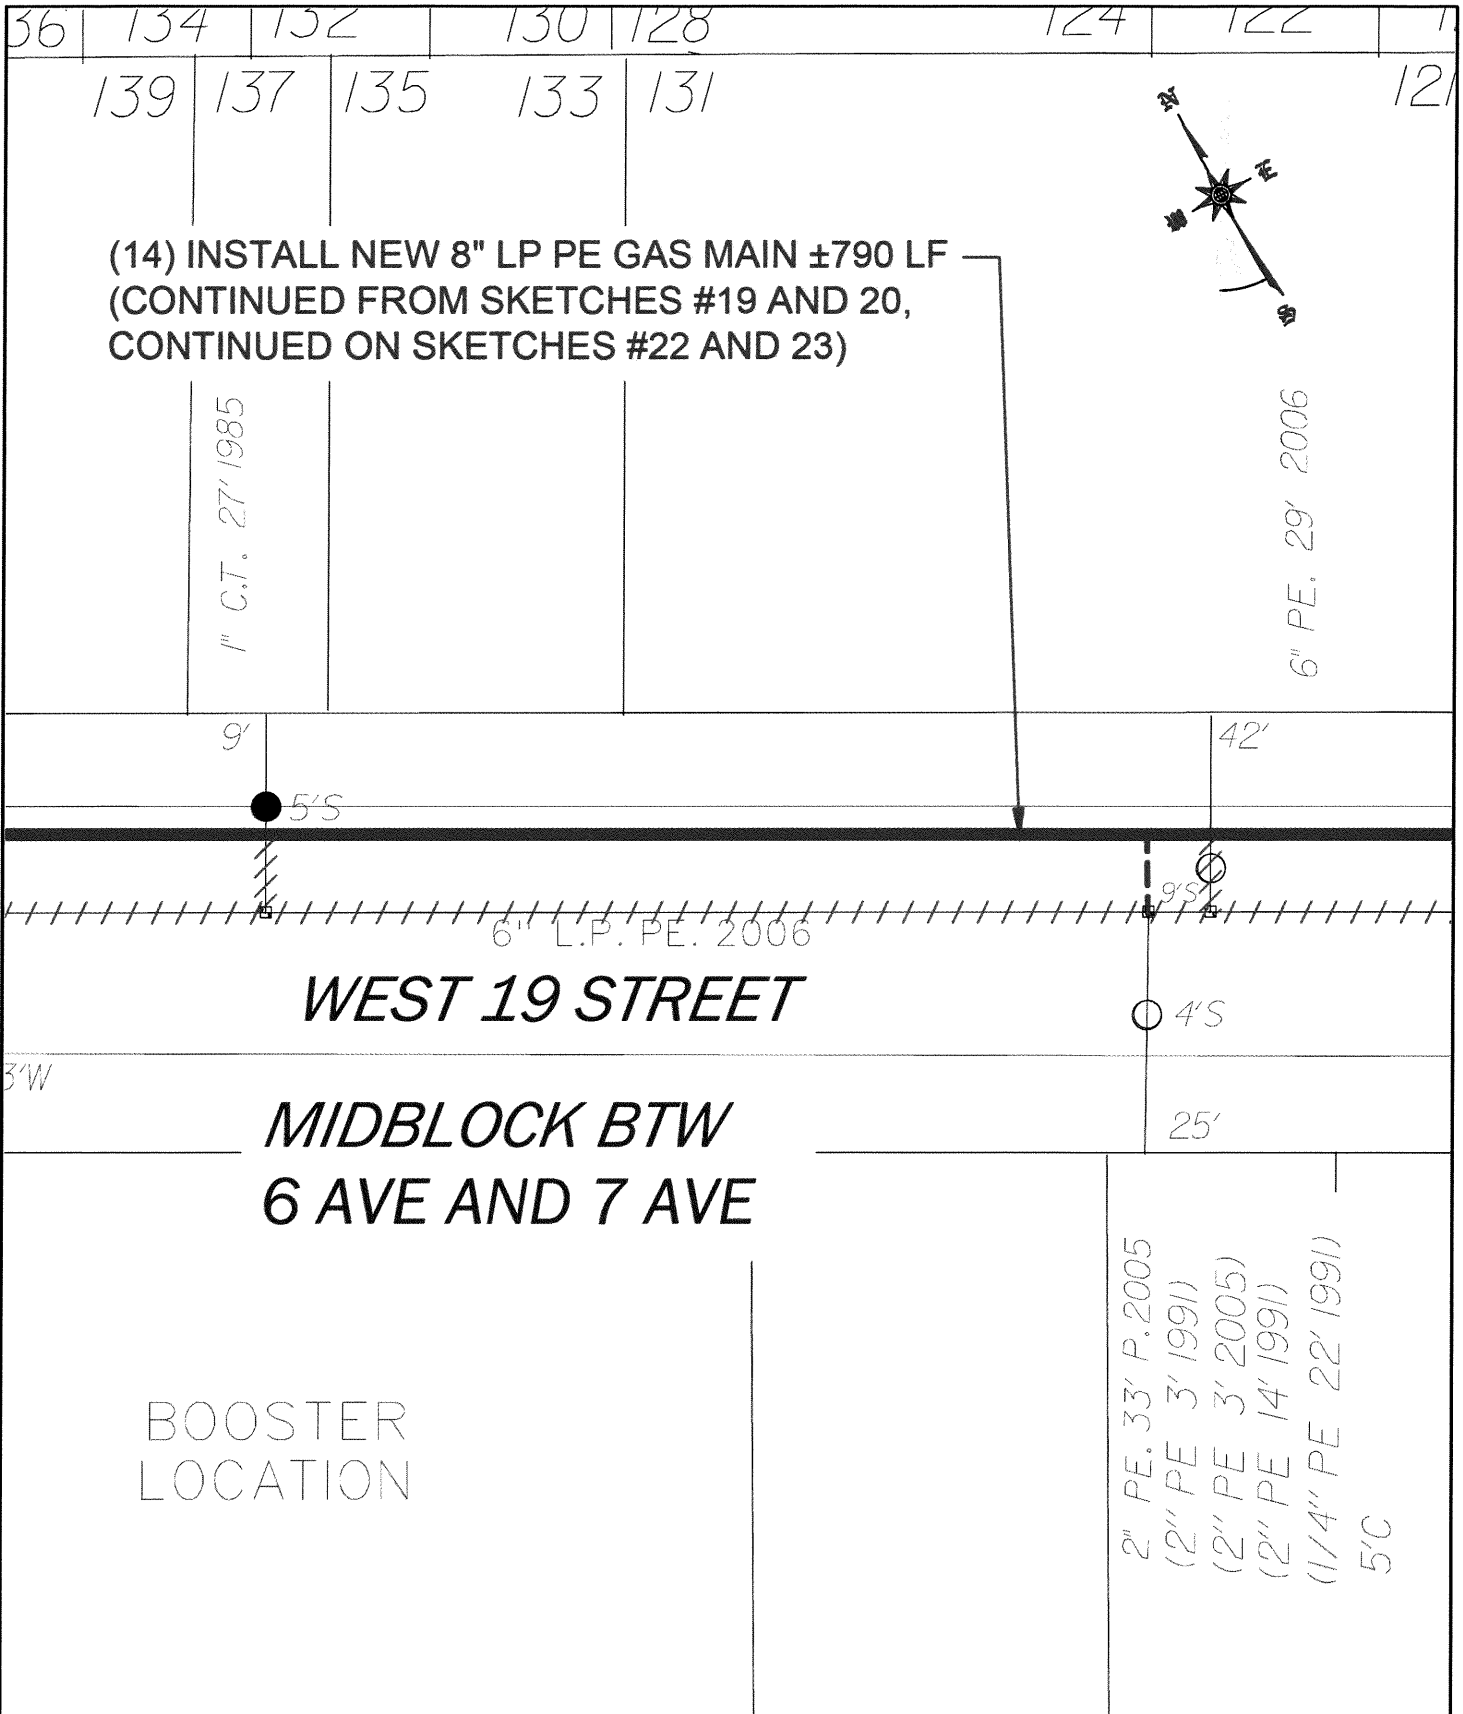 134 132 130 128 124 122
139 137 135 133 131 121
N
E
W
S
(14) INSTALL NEW 8" LP PE GAS MAIN ±790 LF
(CONTINUED FROM SKETCHES #19 AND 20,
CONTINUED ON SKETCHES #22 AND 23)
1" C.T. 27' 1985
6" PE. 29' 2006
9'
42'
5'S
9'S
6" L.P. PE. 2006
WEST 19 STREET
4'S
3'W
MIDBLOCK BTW
6 AVE AND 7 AVE
25'
2" PE. 33' P.2005
(2" PE 3' 1991)
(2" PE 3' 2005)
(2" PE 14' 1991)
(1/4" PE 22' 1991)
5'C
BOOSTER
LOCATION